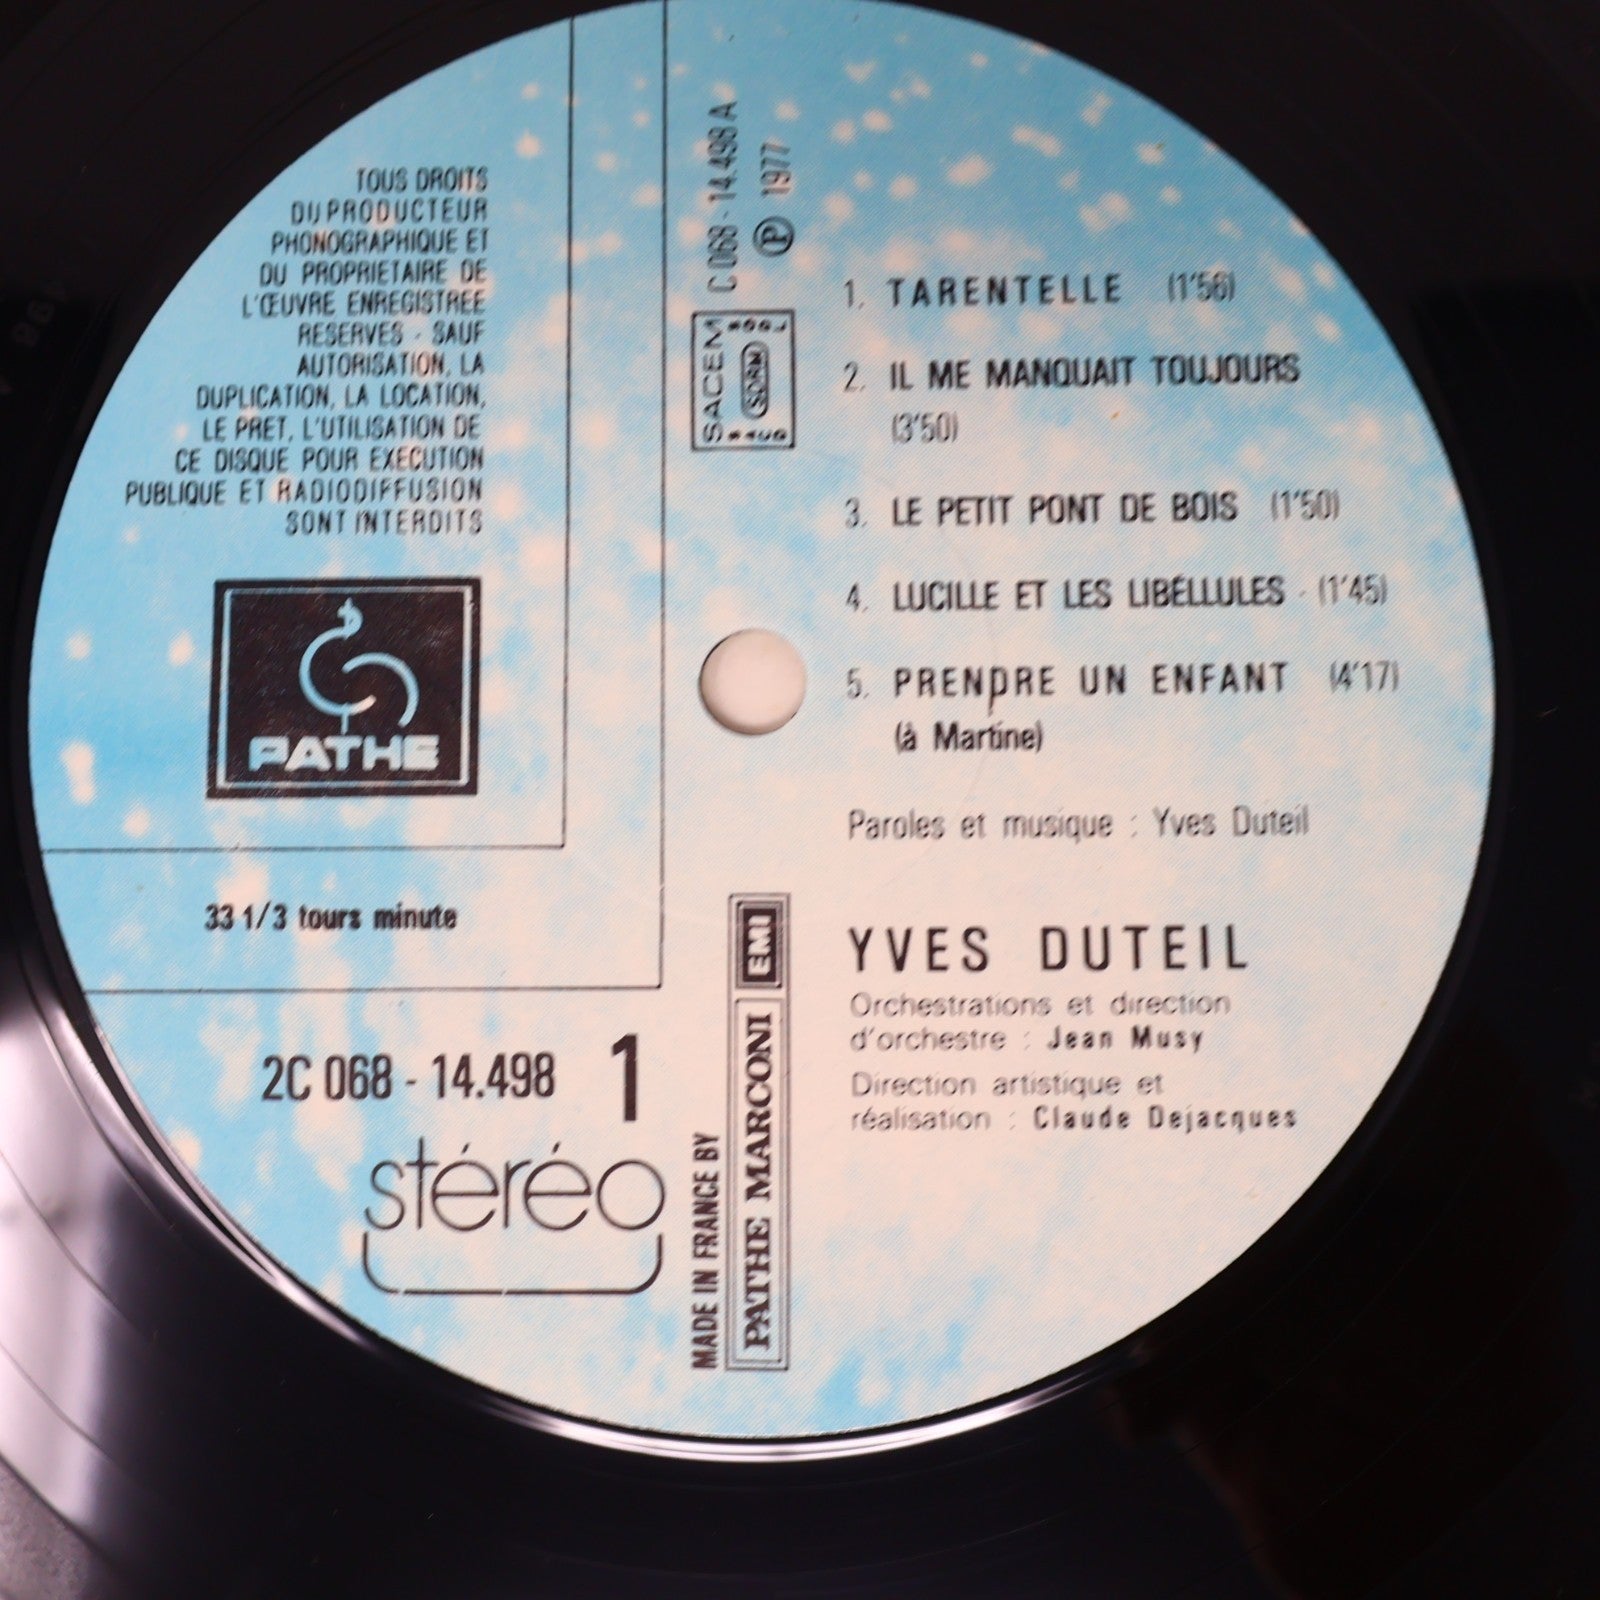 TOUS DROITS
DU PRODUCTEUR
PHONOGRAPHIQUE ET
DU PROPRIETAIRE DE
L'ŒUVRE ENREGISTREE
RESERVES - SAUF
AUTORISATION, LA
DUPLICATION, LA LOCATION,
LE PRET, L'UTILISATION DE
CE DISQUE POUR EXECUTION
PUBLIQUE ET RADIODIFFUSION
SONT INTERDITS
PATHE
33 1/3 tours minute
2C 068 - 14.498 1
stéréo
C 068 - 14.498 A
Ⓟ 1977
SACEM
SDRM
MADE IN FRANCE BY
PATHE MARCONI EMI
1. TARENTELLE (1'56)
2. IL ME MANQUAIT TOUJOURS
(3'50)
3. LE PETIT PONT DE BOIS (1'50)
4. LUCILLE ET LES LIBÉLLULES - (1'45)
5. PRENDRE UN ENFANT (4'17)
(à Martine)
Paroles et musique : Yves Duteil
YVES DUTEIL
Orchestrations et direction
d'orchestre : Jean Musy
Direction artistique et
réalisation : Claude Dejacques